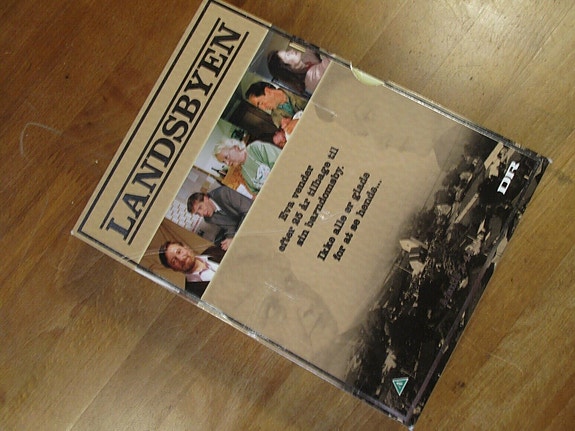 LANDSBYEN
Eva vender
efter 25 år tilbage til
sin barndomsby.
Ikke alle er glade
for at se hende...
DR